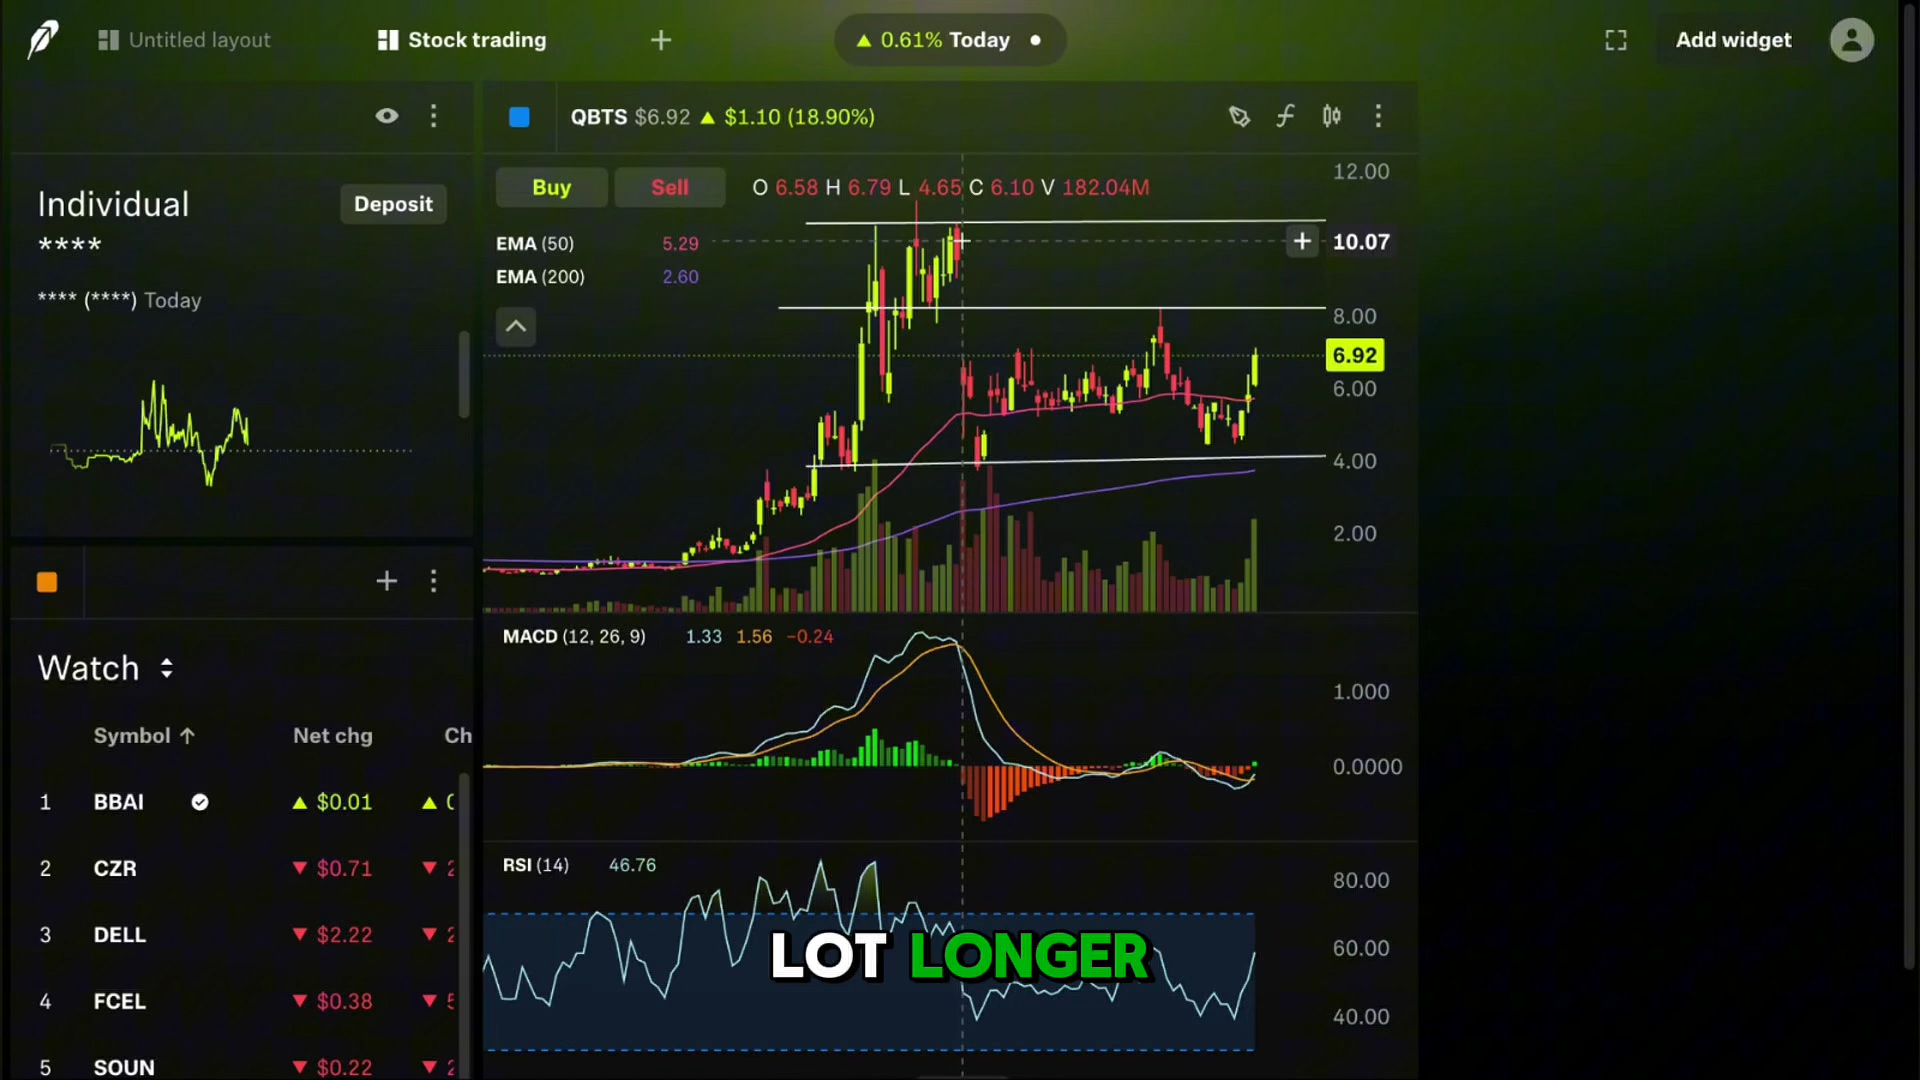 Untitled layout
Stock trading
0.61% Today
Add widget
QBTS $6.92 ▲ $1.10 (18.90%)
Individual
Deposit
****
**** (****) Today
Buy
Sell
O 6.58 H 6.79 L 4.65 C 6.10 V 182.04M
EMA (50) 5.29
EMA (200) 2.60
12.00
10.07
8.00
6.92
6.00
4.00
2.00
MACD (12, 26, 9) 1.33 1.56 −0.24
1.000
0.0000
RSI (14) 46.76
80.00
60.00
40.00
Watch
Symbol ↑ Net chg Ch
1 BBAI ▲ $0.01 ▲
2 CZR ▼ $0.71 ▼ 2
3 DELL ▼ $2.22 ▼ 2
4 FCEL ▼ $0.38 ▼ 5
5 SOUN ▼ $0.22 ▼ 2
LOT LONGER